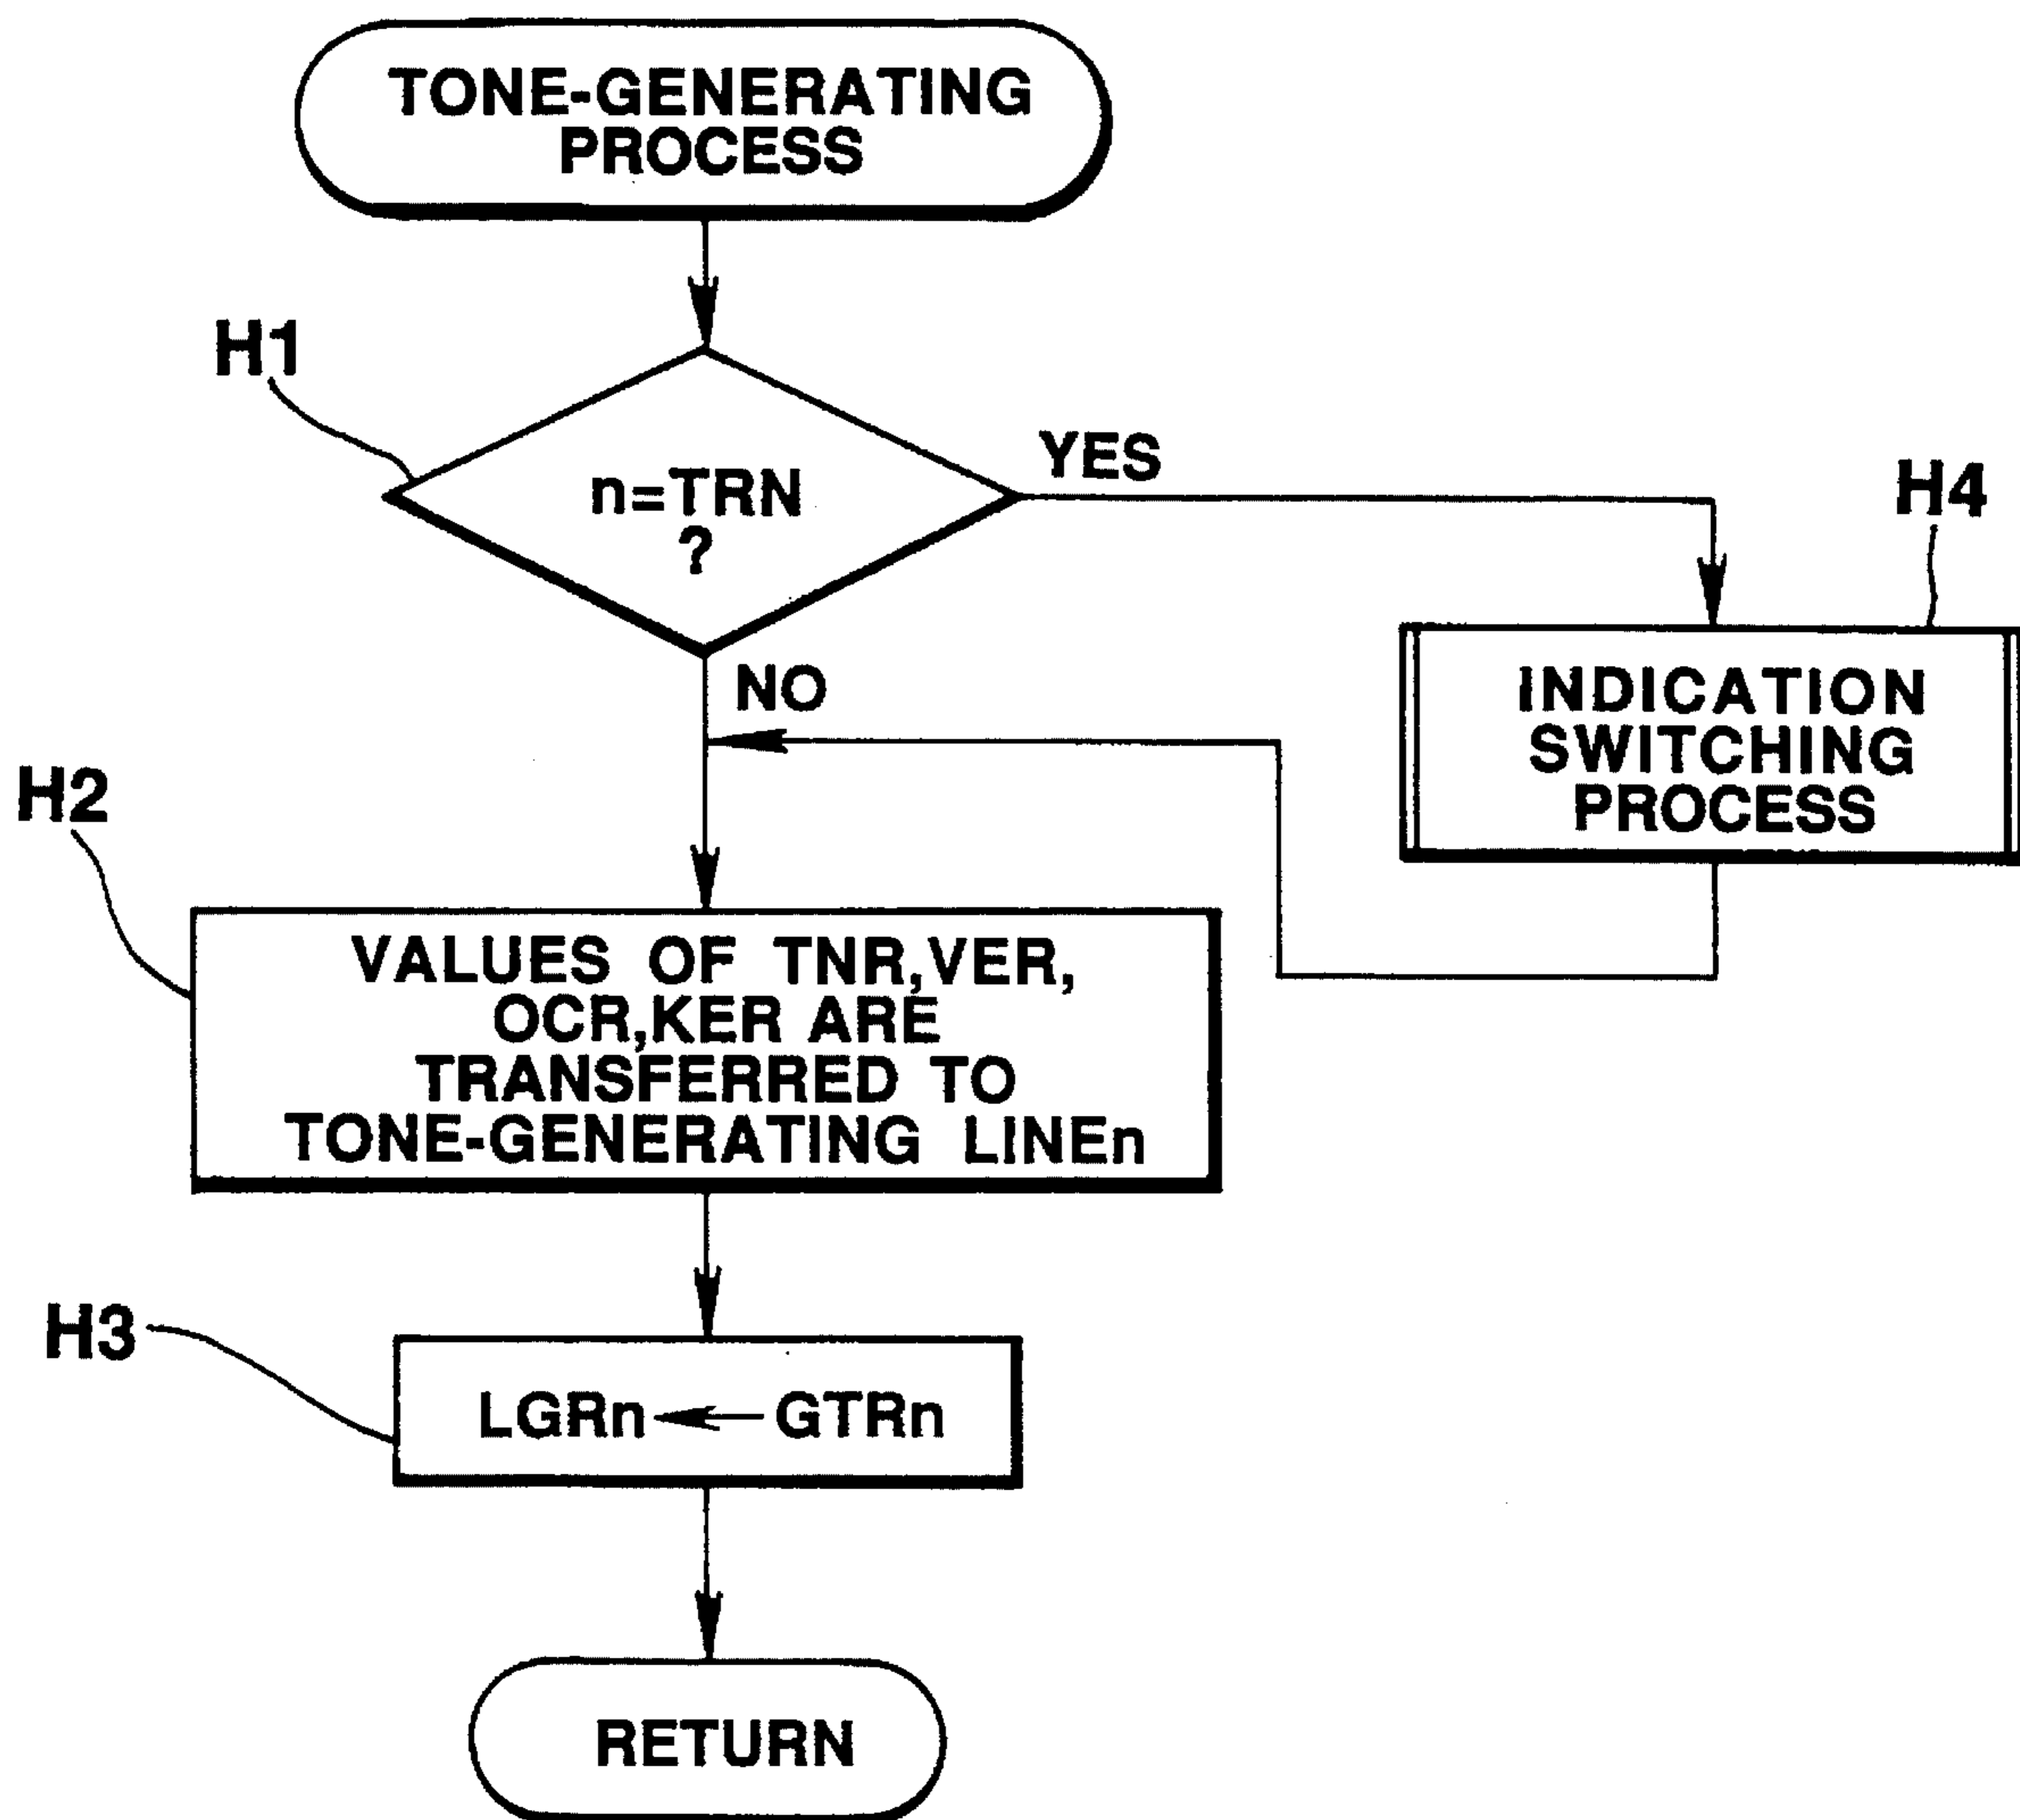 TONE-GENERATING
PROCESS
H1
n=TRN
?
YES
H4
NO
INDICATION
SWITCHING
PROCESS
H2
VALUES OF TNR,VER,
OCR,KER ARE
TRANSFERRED TO
TONE-GENERATING LINEn
H3
LGRn ← GTRn
RETURN